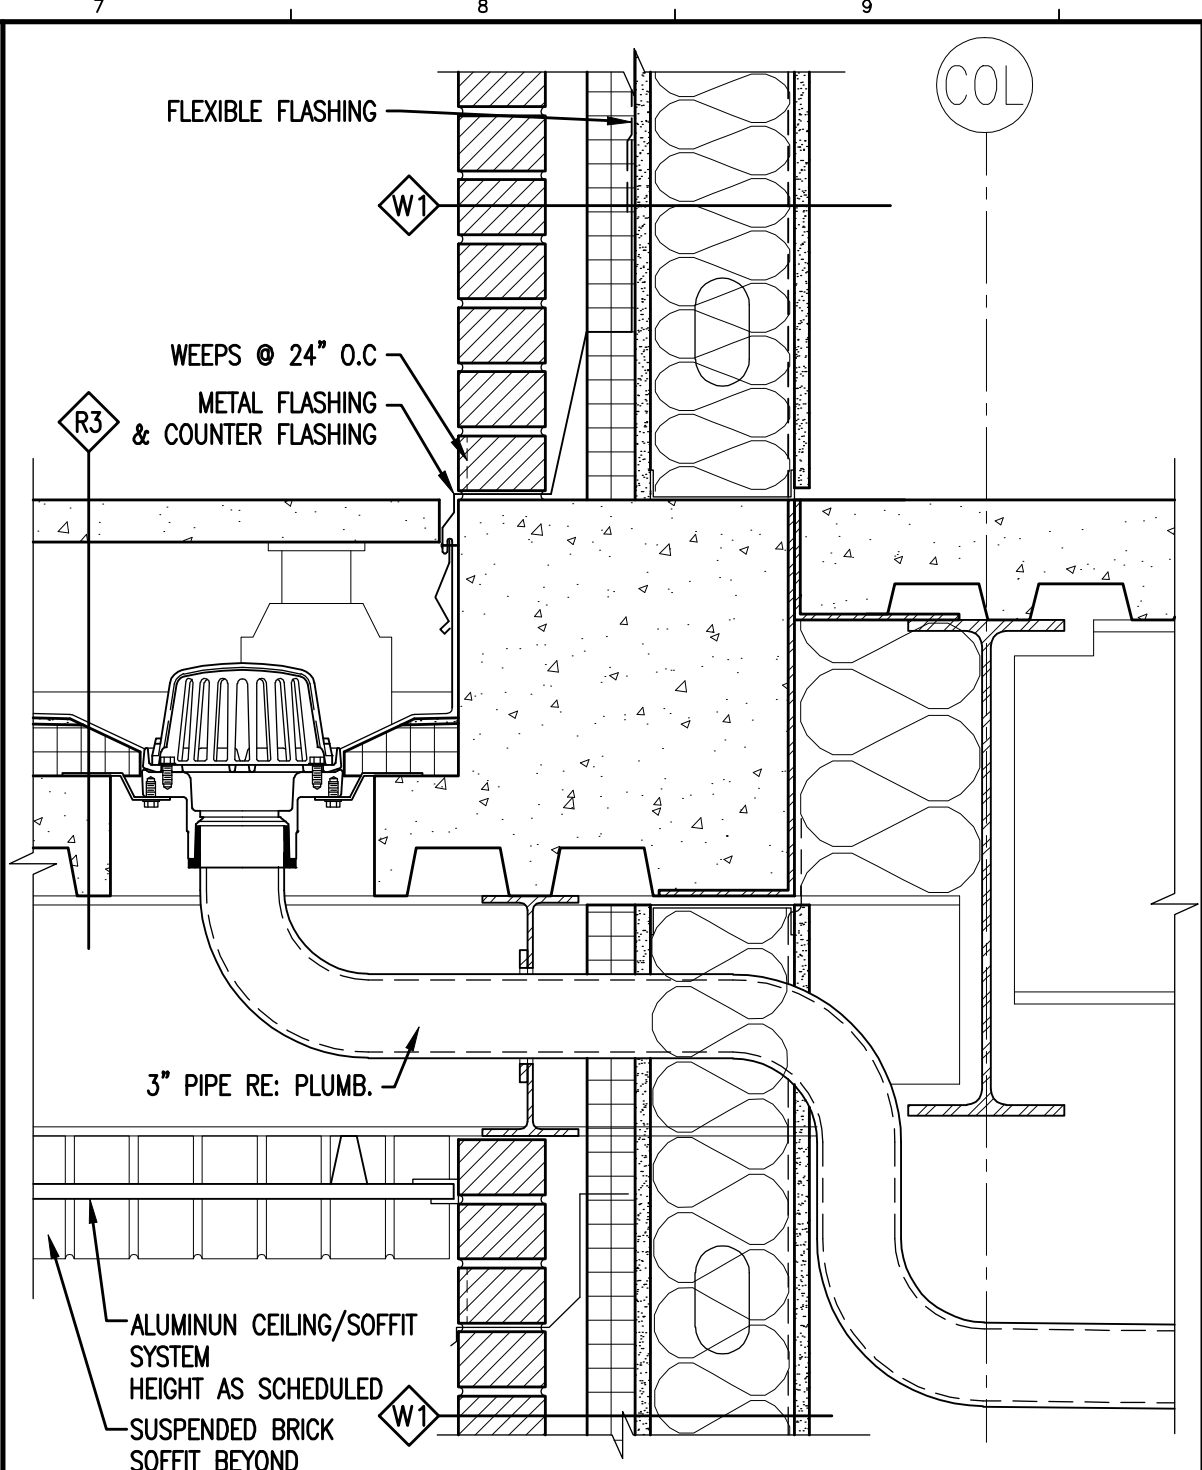 7 8 9
COL
FLEXIBLE FLASHING
W1
WEEPS @ 24" O.C
METAL FLASHING
& COUNTER FLASHING
R3
3" PIPE RE: PLUMB.
ALUMINUN CEILING/SOFFIT
SYSTEM
HEIGHT AS SCHEDULED
W1
SUSPENDED BRICK
SOFFIT BEYOND